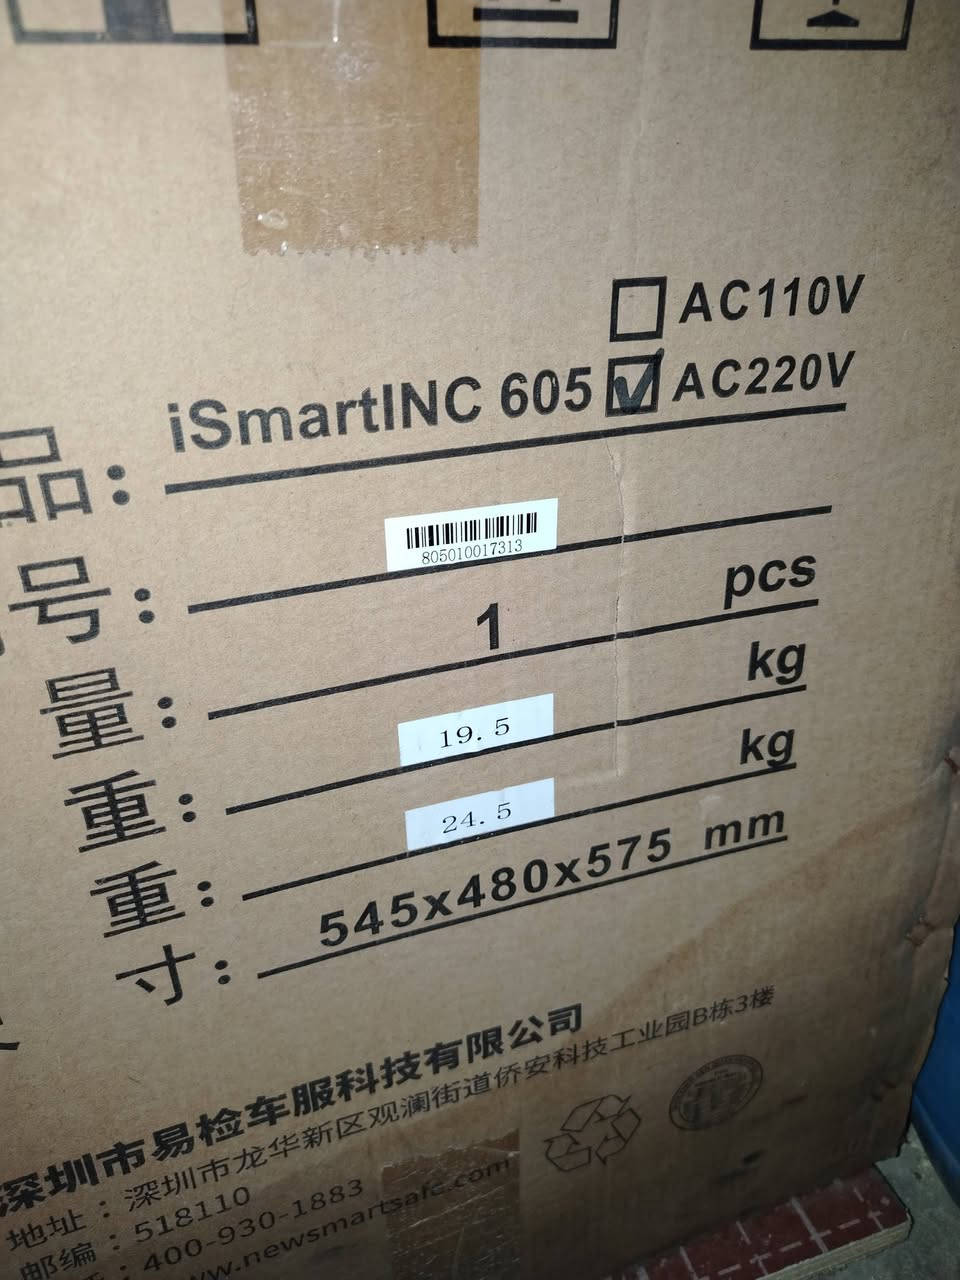 AC110V
品: iSmartINC 605 AC220V
号:
805010017313
量: 1 pcs
重: 19.5 kg
重: 24.5 kg
寸: 545x480x575 mm
深圳市易检车服科技有限公司
地址:深圳市龙华新区观澜街道侨安科技工业园B栋3楼
邮编:518110
400-930-1883
www.newsmartsafe.com